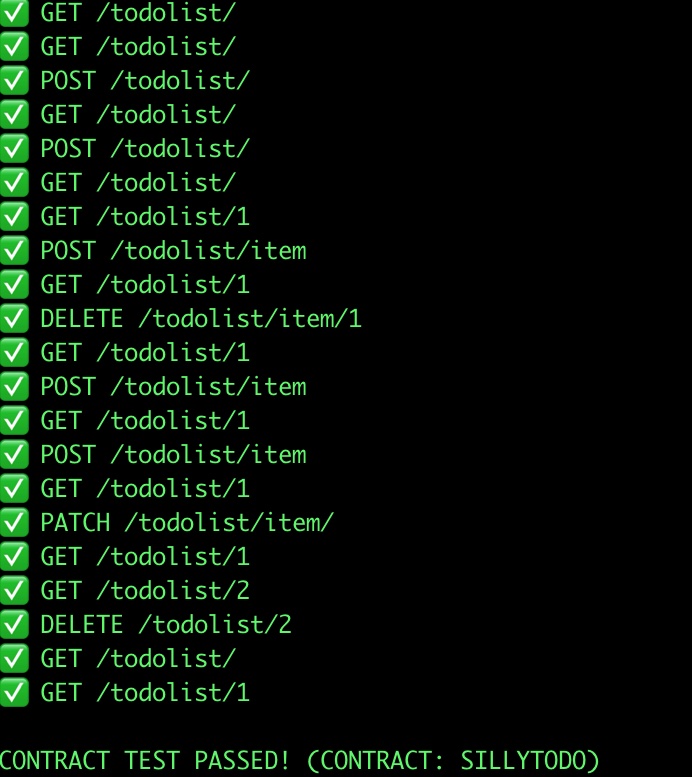 ✅ GET /todolist/
✅ GET /todolist/
✅ POST /todolist/
✅ GET /todolist/
✅ POST /todolist/
✅ GET /todolist/
✅ GET /todolist/1
✅ POST /todolist/item
✅ GET /todolist/1
✅ DELETE /todolist/item/1
✅ GET /todolist/1
✅ POST /todolist/item
✅ GET /todolist/1
✅ POST /todolist/item
✅ GET /todolist/1
✅ PATCH /todolist/item/
✅ GET /todolist/1
✅ GET /todolist/2
✅ DELETE /todolist/2
✅ GET /todolist/
✅ GET /todolist/1
CONTRACT TEST PASSED! (CONTRACT: SILLYTODO)